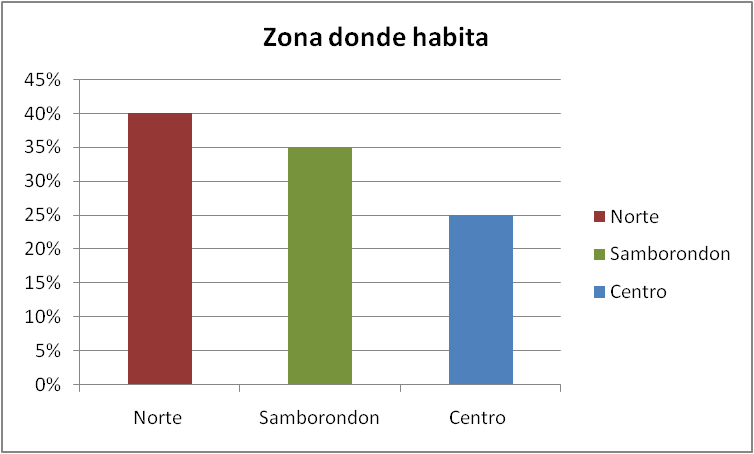 Zona donde habita
45%
40%
35%
30%
25%
20%
15%
10%
5%
0%
Norte
Samborondon
Centro
Norte
Samborondon
Centro